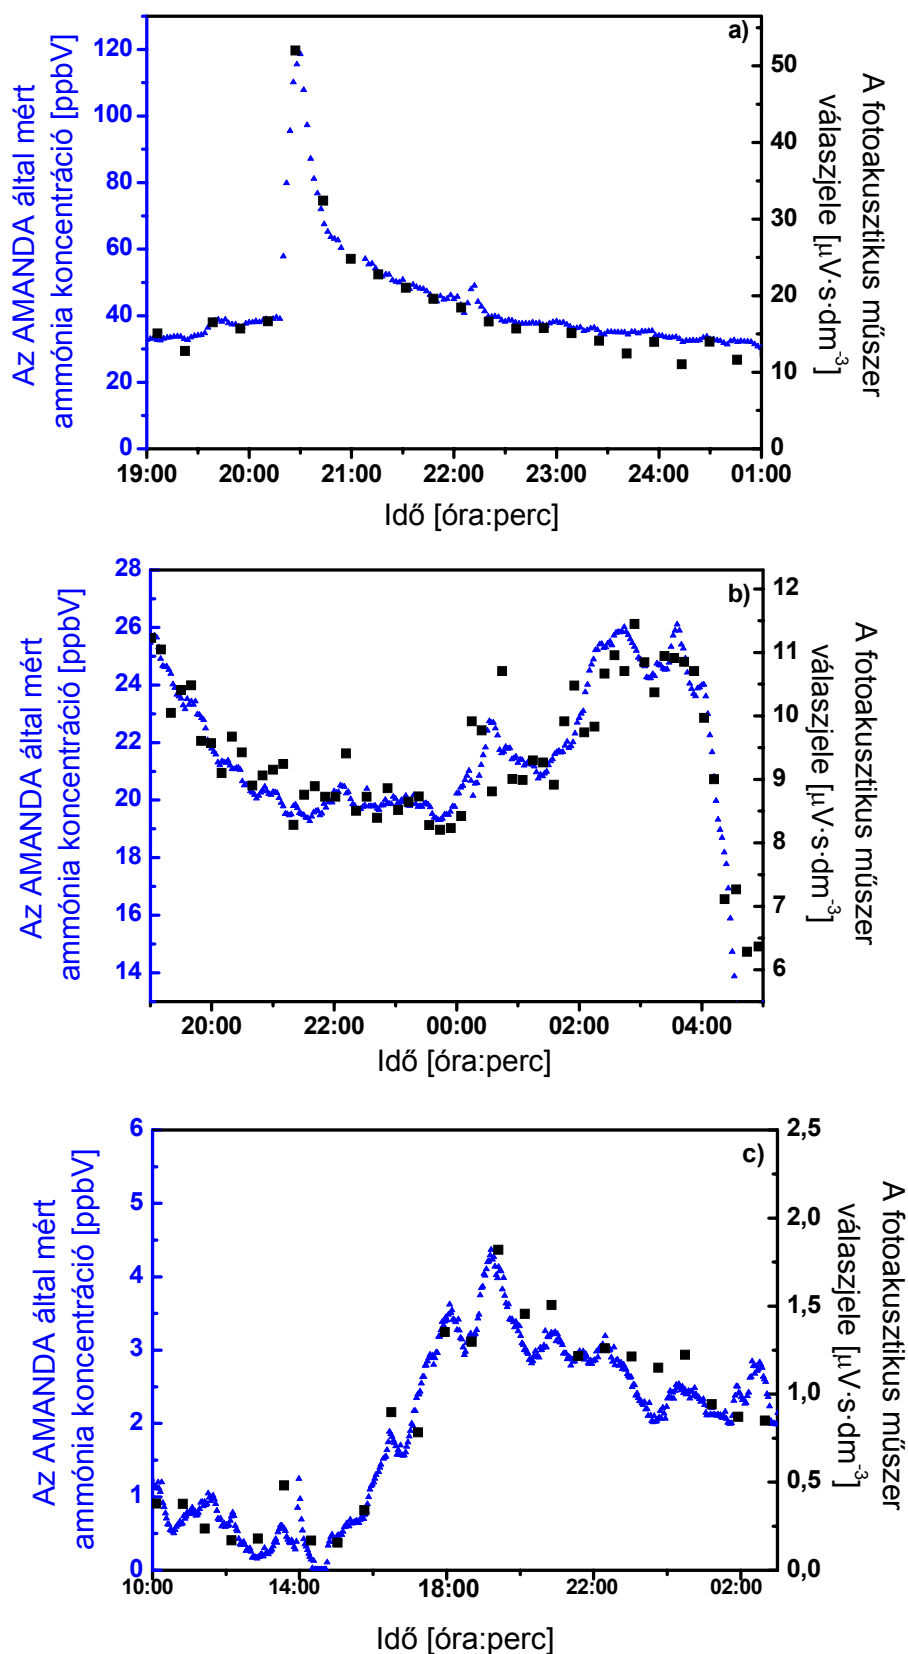 a)
Az AMANDA által mért
ammónia koncentráció [ppbV]
120
100
80
60
40
20
0
50
40
30
20
10
0
A fotoakusztikus műszer
válaszjele [µV·s·dm⁻³]
19:00 20:00 21:00 22:00 23:00 24:00 01:00
Idő [óra:perc]
b)
Az AMANDA által mért
ammónia koncentráció [ppbV]
28
26
24
22
20
18
16
14
12
11
10
9
8
7
6
A fotoakusztikus műszer
válaszjele [µV·s·dm⁻³]
20:00 22:00 00:00 02:00 04:00
Idő [óra:perc]
c)
Az AMANDA által mért
ammónia koncentráció [ppbV]
6
5
4
3
2
1
0
2,5
2,0
1,5
1,0
0,5
0,0
A fotoakusztikus műszer
válaszjele [µV·s·dm⁻³]
10:00 14:00 18:00 22:00 02:00
Idő [óra:perc]